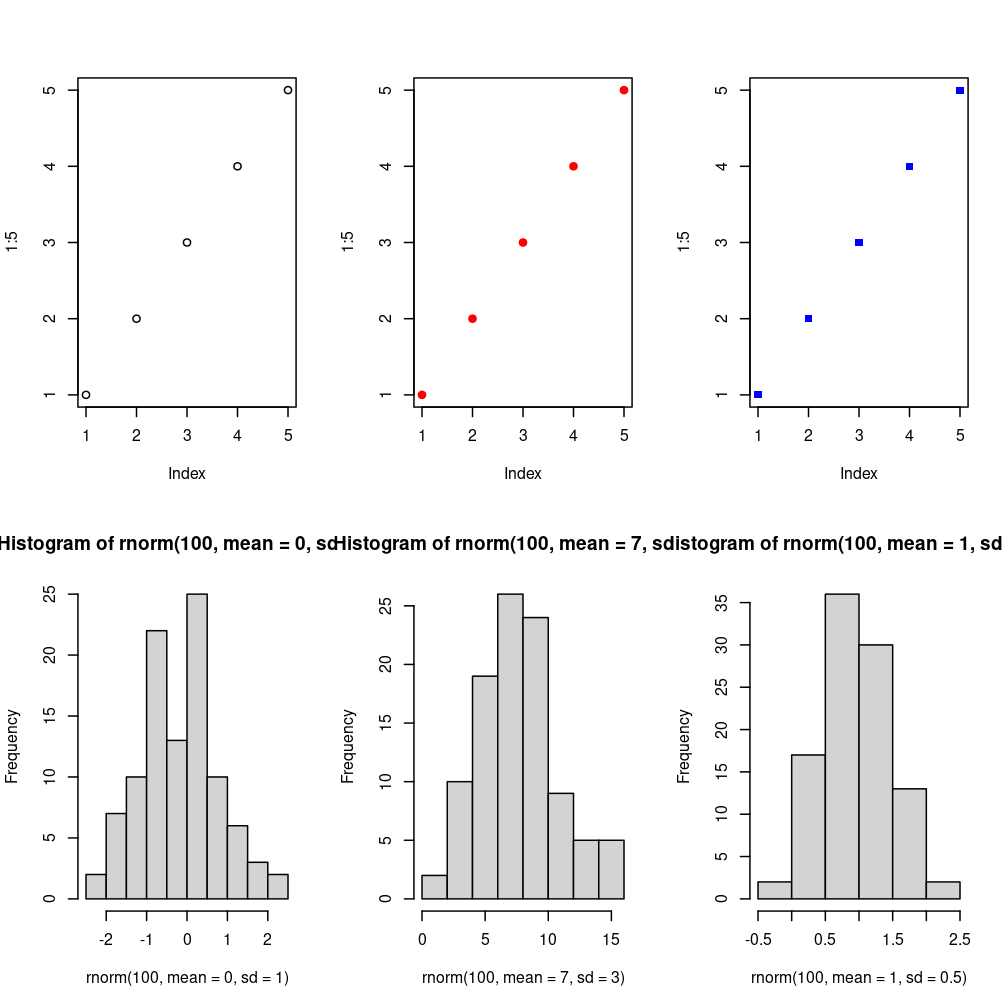 1:5
5
4
3
2
1
1 2 3 4 5
Index
1:5
5
4
3
2
1
1 2 3 4 5
Index
1:5
5
4
3
2
1
1 2 3 4 5
Index
Histogram of rnorm(100, mean = 0, sd
Histogram of rnorm(100, mean = 7, sd
istogram of rnorm(100, mean = 1, sd
Frequency
25
20
15
10
5
0
-2 -1 0 1 2
rnorm(100, mean = 0, sd = 1)
Frequency
25
20
15
10
5
0
0 5 10 15
rnorm(100, mean = 7, sd = 3)
Frequency
35
30
25
20
15
10
5
0
-0.5 0.5 1.5 2.5
rnorm(100, mean = 1, sd = 0.5)